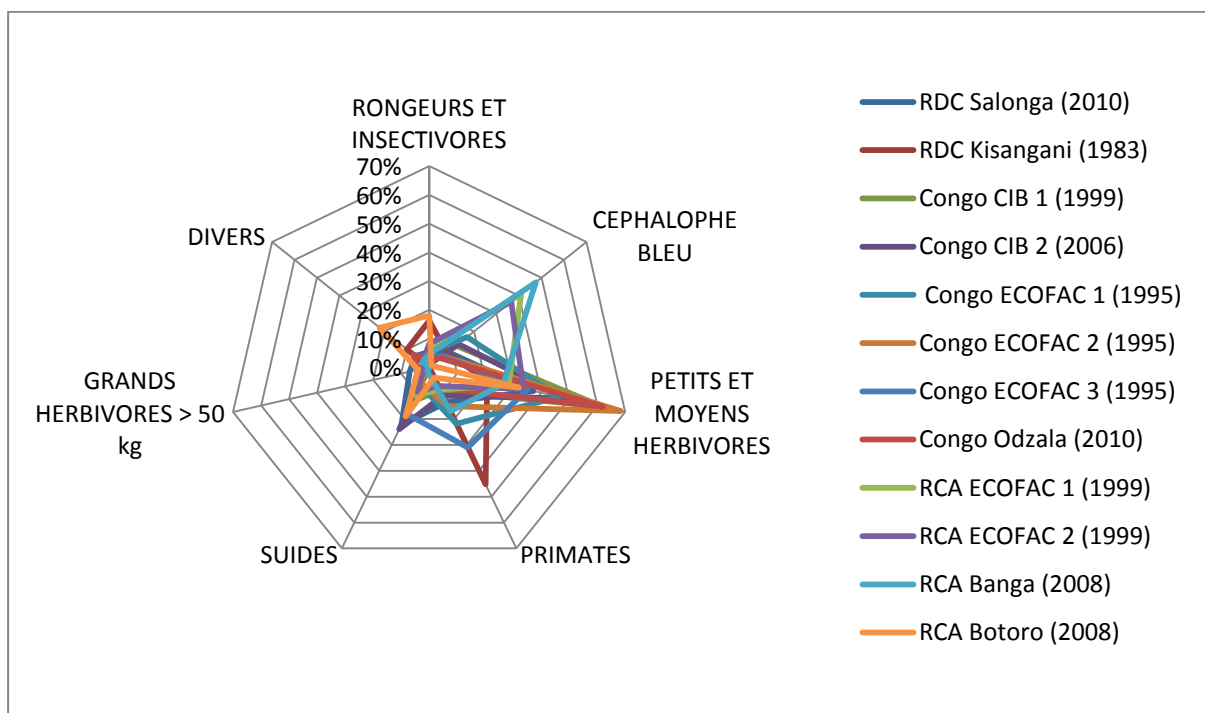 RONGEURS ET
INSECTIVORES
70%
60%
50%
40%
30%
20%
10%
0%
CEPHALOPHE
BLEU
PETITS ET
MOYENS
HERBIVORES
PRIMATES
SUIDES
GRANDS
HERBIVORES > 50
kg
DIVERS
RDC Salonga (2010)
RDC Kisangani (1983)
Congo CIB 1 (1999)
Congo CIB 2 (2006)
Congo ECOFAC 1 (1995)
Congo ECOFAC 2 (1995)
Congo ECOFAC 3 (1995)
Congo Odzala (2010)
RCA ECOFAC 1 (1999)
RCA ECOFAC 2 (1999)
RCA Banga (2008)
RCA Botoro (2008)